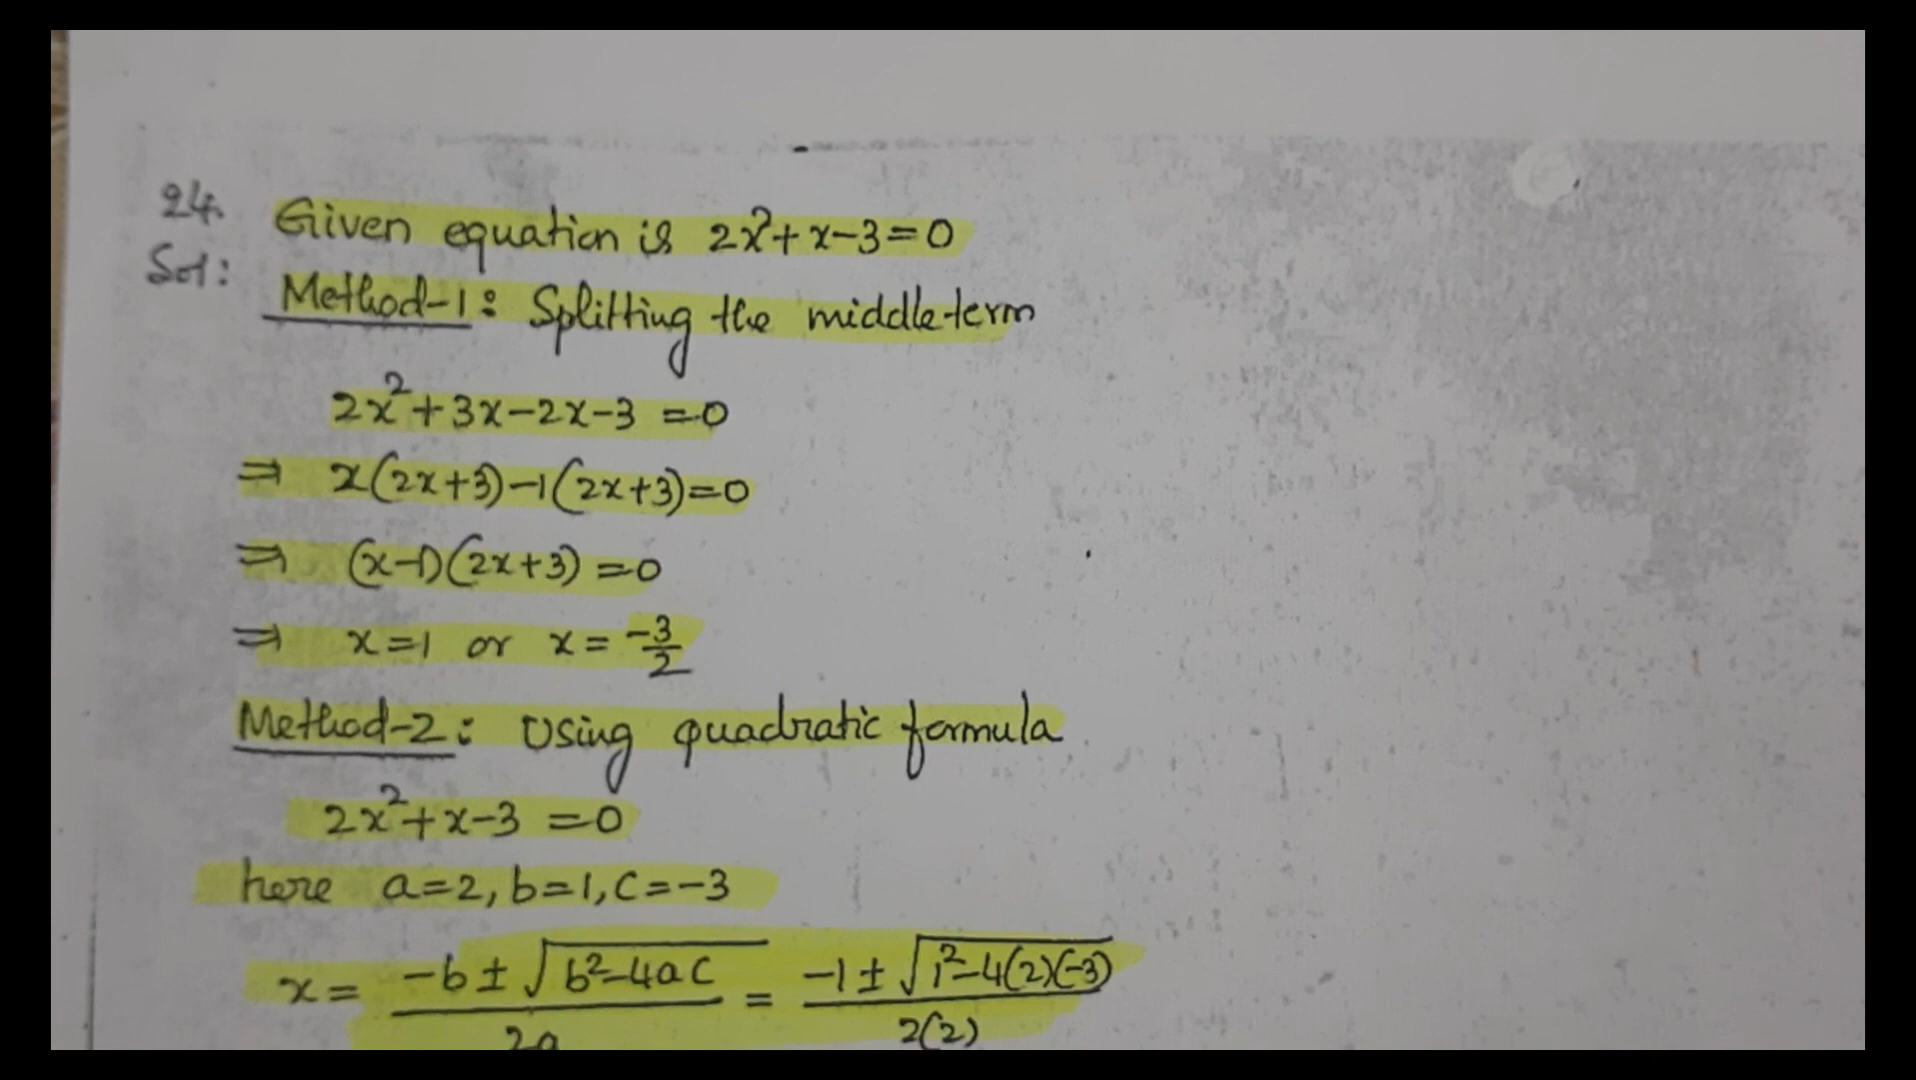 24. Given equation is 2x²+x-3=0
Sol:
Method-1: Splitting the middle term
2x²+3x-2x-3=0
⇒ x(2x+3)-1(2x+3)=0
⇒ (x-1)(2x+3)=0
⇒ x=1 or x=-3/2
Method-2: Using quadratic formula
2x²+x-3=0
here a=2, b=1, c=-3
x= (-b±√(b²-4ac))/2a = (-1±√(1²-4(2)(-3)))/2(2)